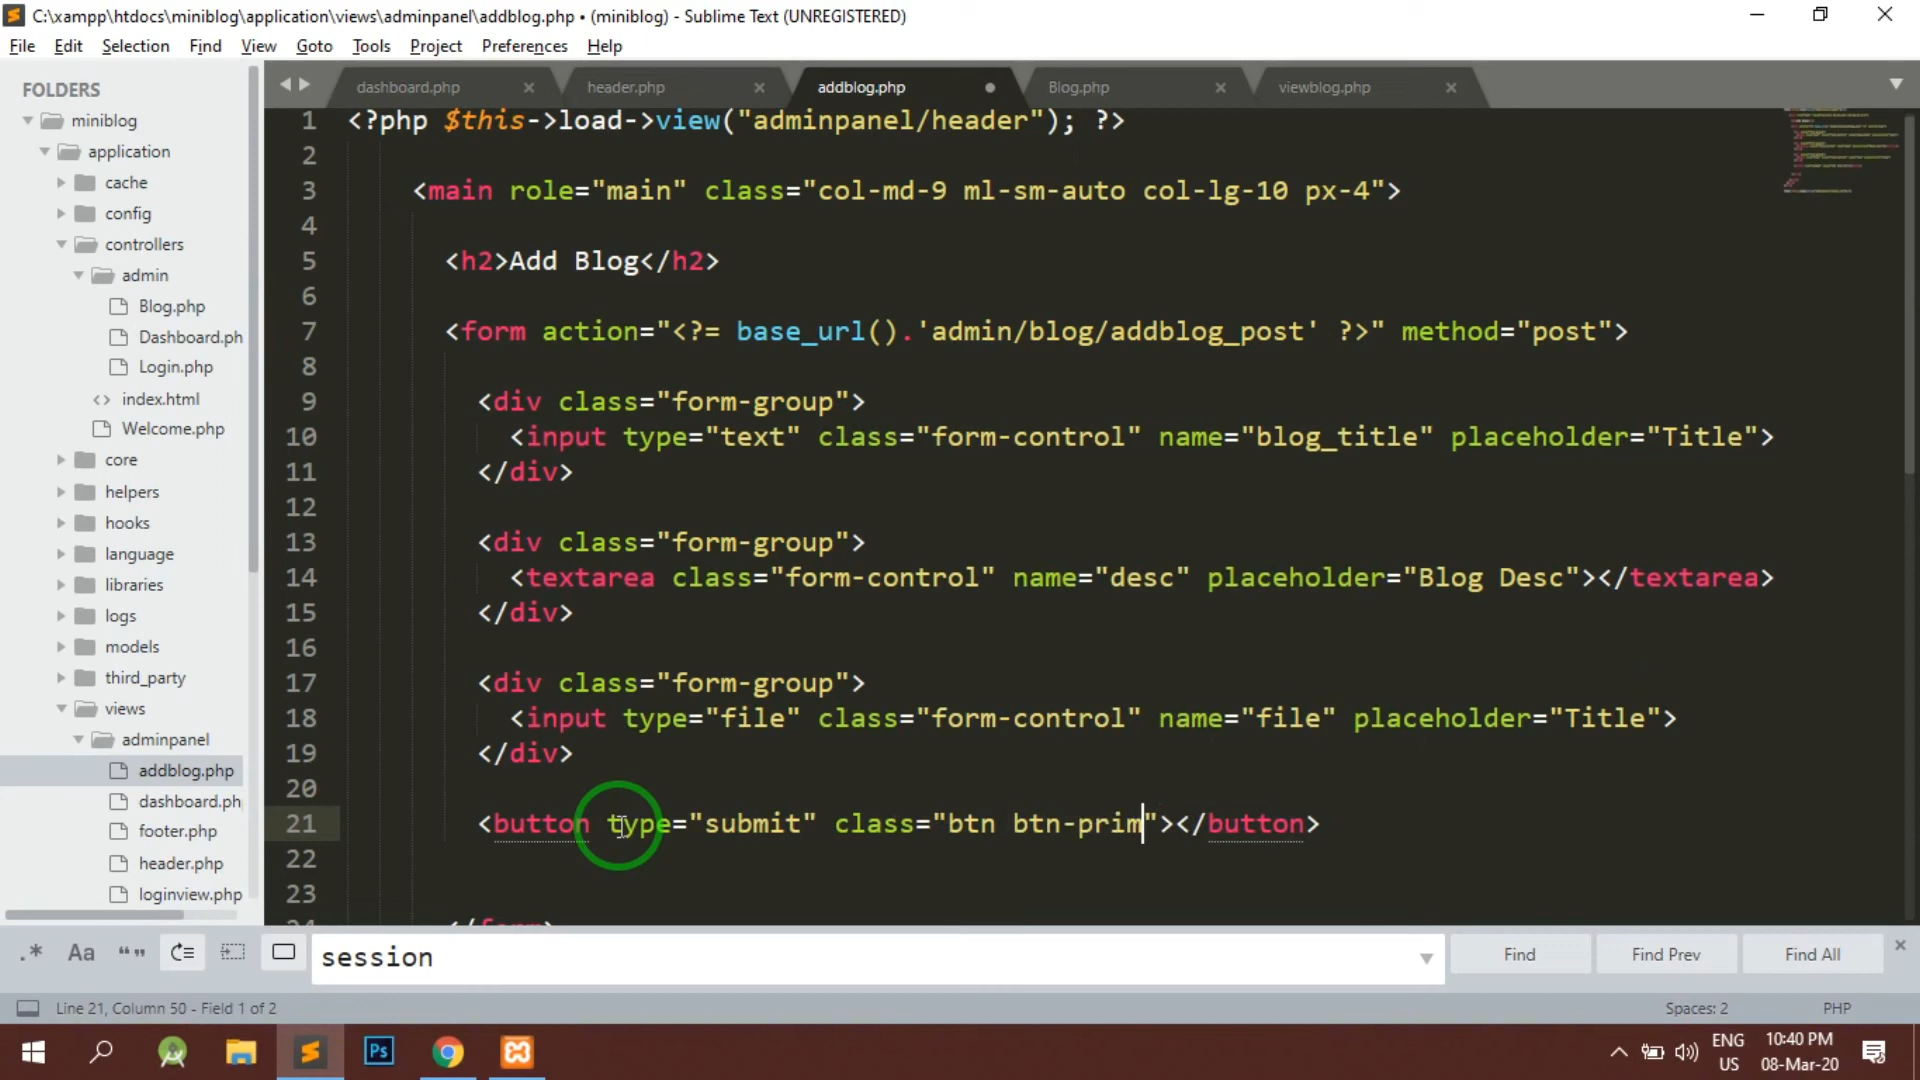 C:\xampp\htdocs\miniblog\application\views\adminpanel\addblog.php • (miniblog) - Sublime Text (UNREGISTERED)
File Edit Selection Find View Goto Tools Project Preferences Help
FOLDERS
miniblog
application
cache
config
controllers
admin
Blog.php
Dashboard.ph
Login.php
index.html
Welcome.php
core
helpers
hooks
language
libraries
logs
models
third_party
views
adminpanel
addblog.php
dashboard.ph
footer.php
header.php
loginview.php
dashboard.php header.php addblog.php Blog.php viewblog.php
1 <?php $this->load->view("adminpanel/header"); ?>
2
3 <main role="main" class="col-md-9 ml-sm-auto col-lg-10 px-4">
4
5 <h2>Add Blog</h2>
6
7 <form action="<?= base_url().'admin/blog/addblog_post' ?>" method="post">
8
9 <div class="form-group">
10 <input type="text" class="form-control" name="blog_title" placeholder="Title">
11 </div>
12
13 <div class="form-group">
14 <textarea class="form-control" name="desc" placeholder="Blog Desc"></textarea>
15 </div>
16
17 <div class="form-group">
18 <input type="file" class="form-control" name="file" placeholder="Title">
19 </div>
20
21 <button type="submit" class="btn btn-prim"></button>
22
23
24 </form>
.* Aa “” session Find Find Prev Find All
Line 21, Column 50 - Field 1 of 2 Spaces: 2 PHP
Ps
ENG
US
10:40 PM
08-Mar-20